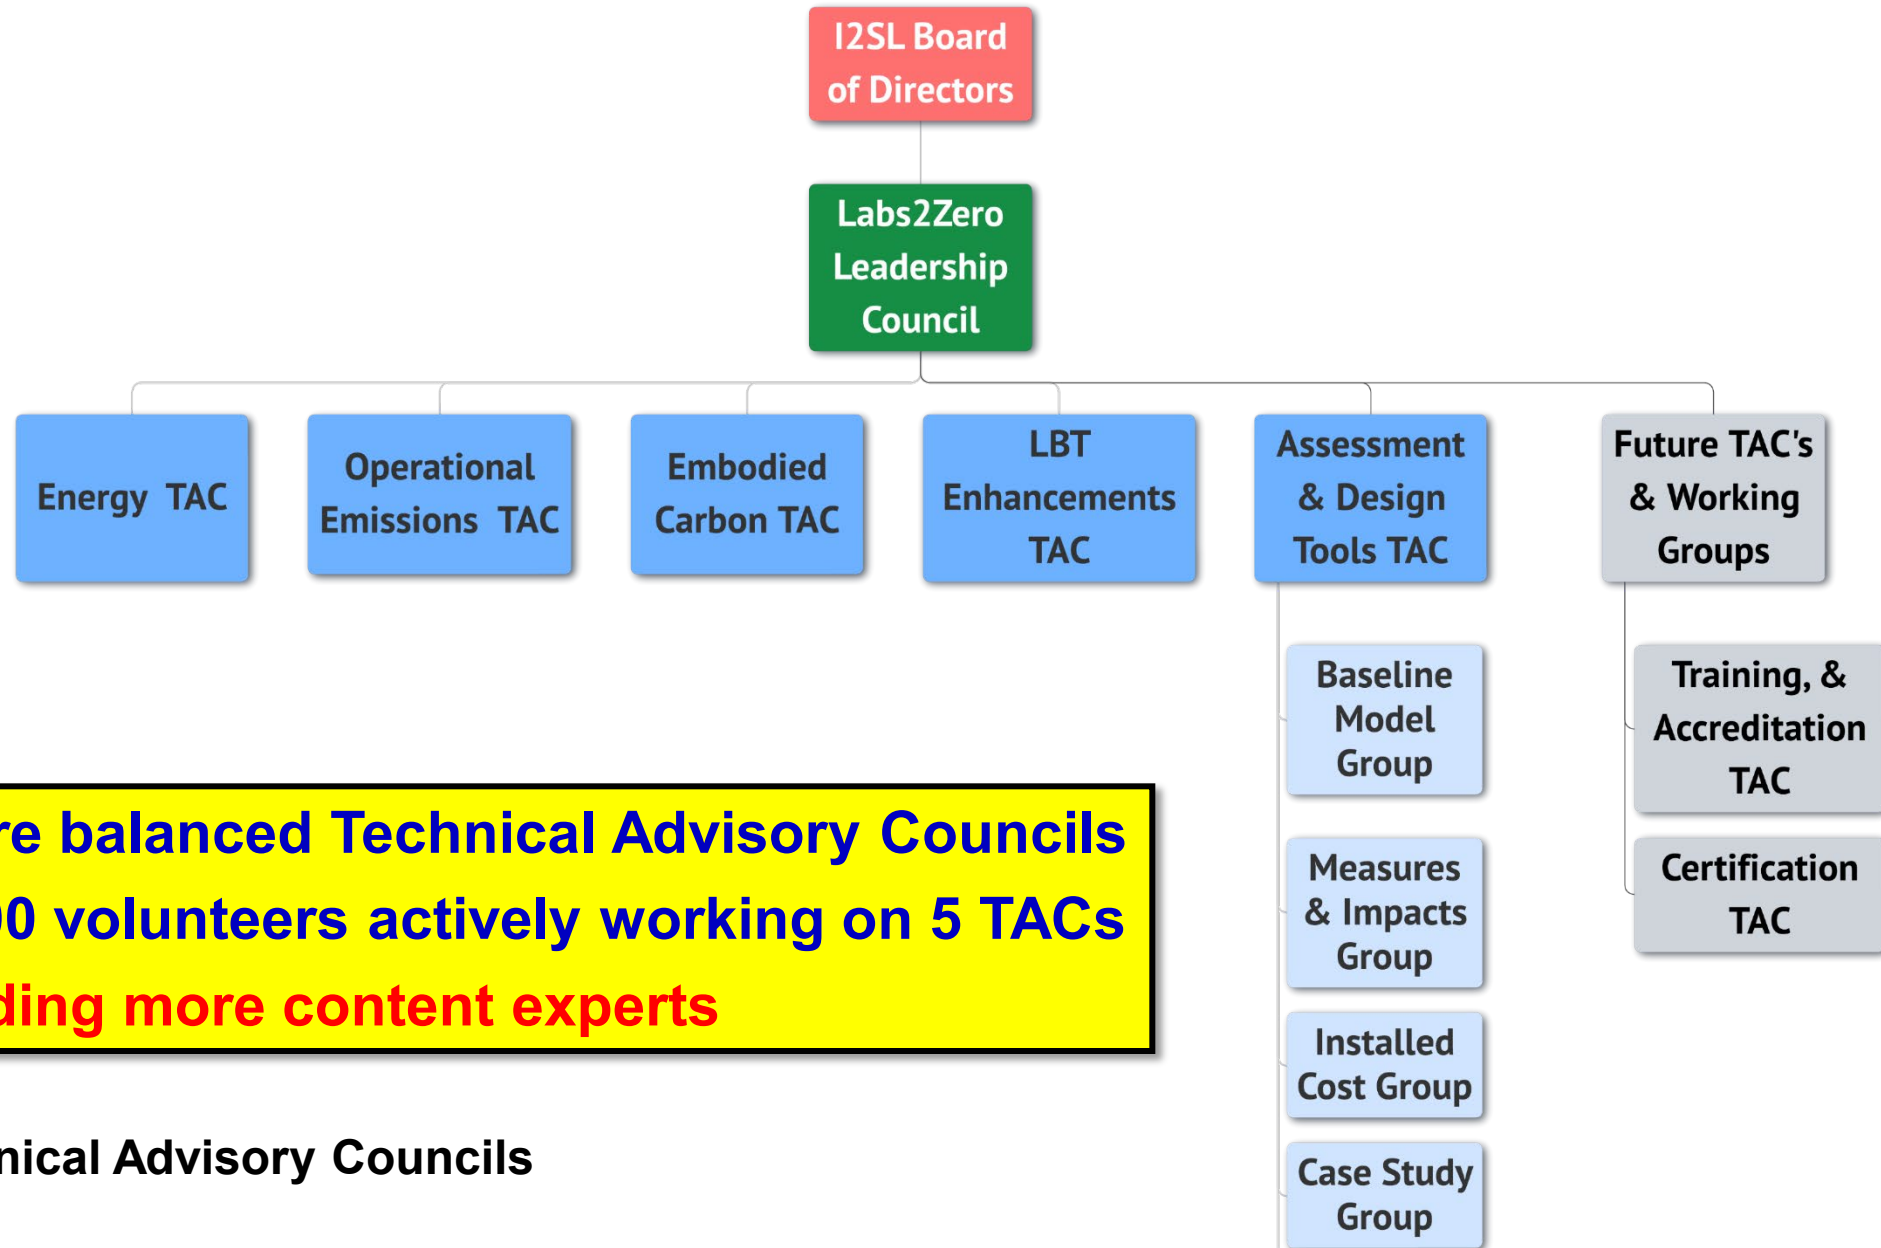 I2SL Board
of Directors
Labs2Zero
Leadership
Council
Energy TAC
Operational
Emissions TAC
Embodied
Carbon TAC
LBT
Enhancements
TAC
Assessment
& Design
Tools TAC
Future TAC's
& Working
Groups
Baseline
Model
Group
Measures
& Impacts
Group
Installed
Cost Group
Case Study
Group
Training, &
Accreditation
TAC
Certification
TAC
re balanced Technical Advisory Councils
00 volunteers actively working on 5 TACs
ding more content experts
nical Advisory Councils